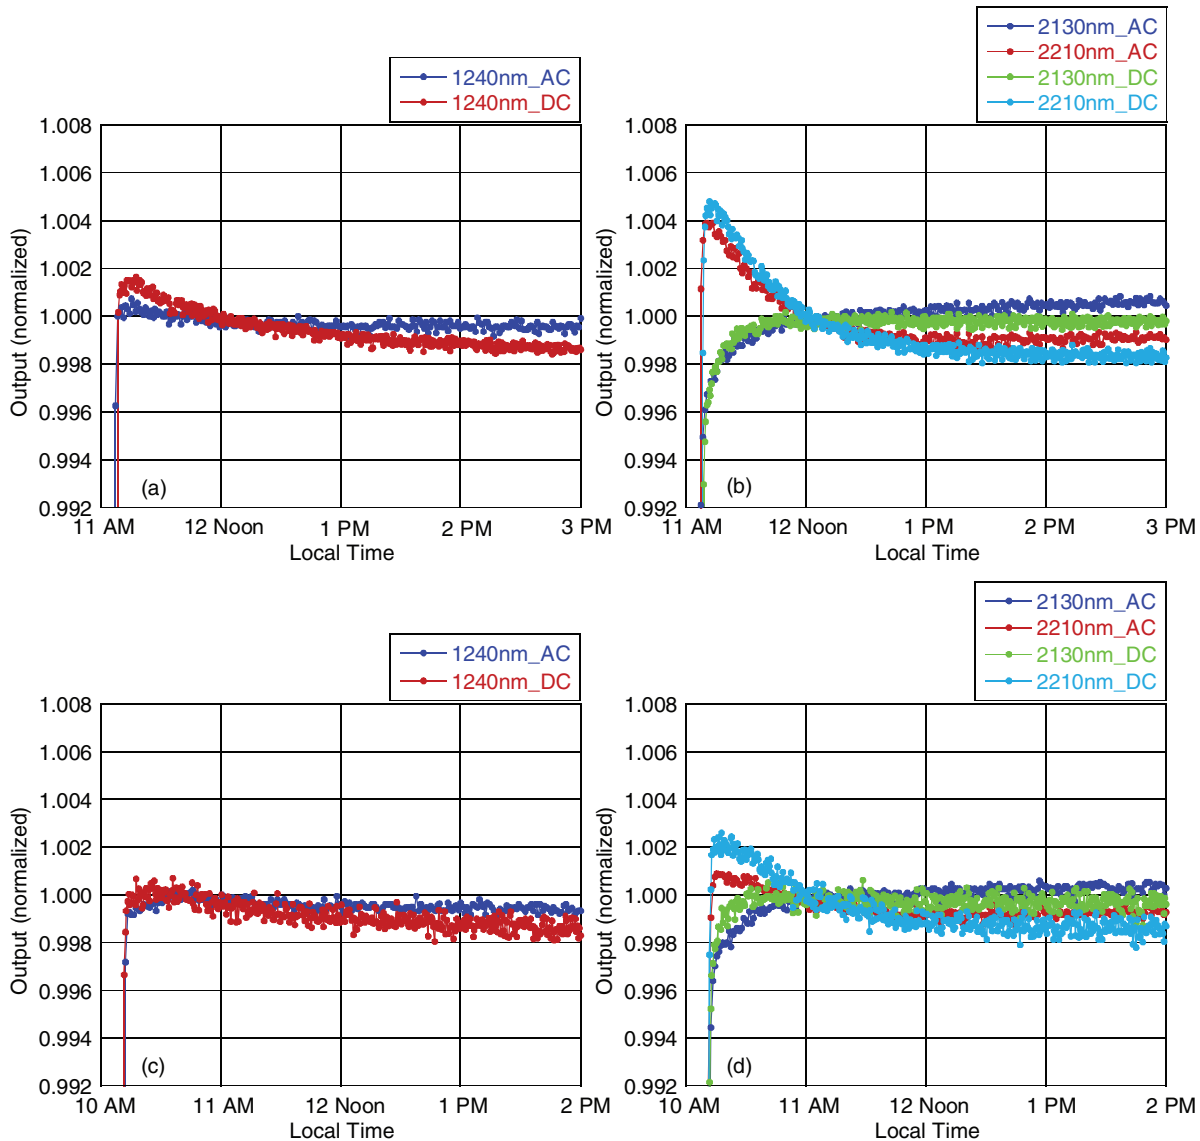 1240nm_AC
1240nm_DC
1.008
1.006
1.004
1.002
1.000
0.998
0.996
0.994
0.992
Output (normalized)
(a)
11 AM
12 Noon
1 PM
2 PM
3 PM
Local Time
2130nm_AC
2210nm_AC
2130nm_DC
2210nm_DC
1.008
1.006
1.004
1.002
1.000
0.998
0.996
0.994
0.992
Output (normalized)
(b)
11 AM
12 Noon
1 PM
2 PM
3 PM
Local Time
1240nm_AC
1240nm_DC
1.008
1.006
1.004
1.002
1.000
0.998
0.996
0.994
0.992
Output (normalized)
(c)
10 AM
11 AM
12 Noon
1 PM
2 PM
Local Time
2130nm_AC
2210nm_AC
2130nm_DC
2210nm_DC
1.008
1.006
1.004
1.002
1.000
0.998
0.996
0.994
0.992
Output (normalized)
(d)
10 AM
11 AM
12 Noon
1 PM
2 PM
Local Time